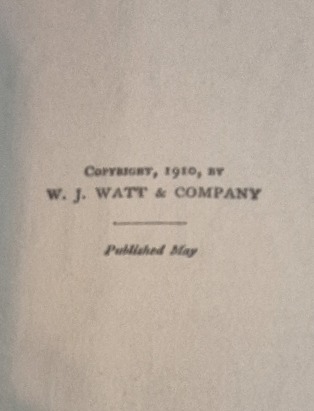 Copyright, 1910, by
W. J. WATT & COMPANY
Published May